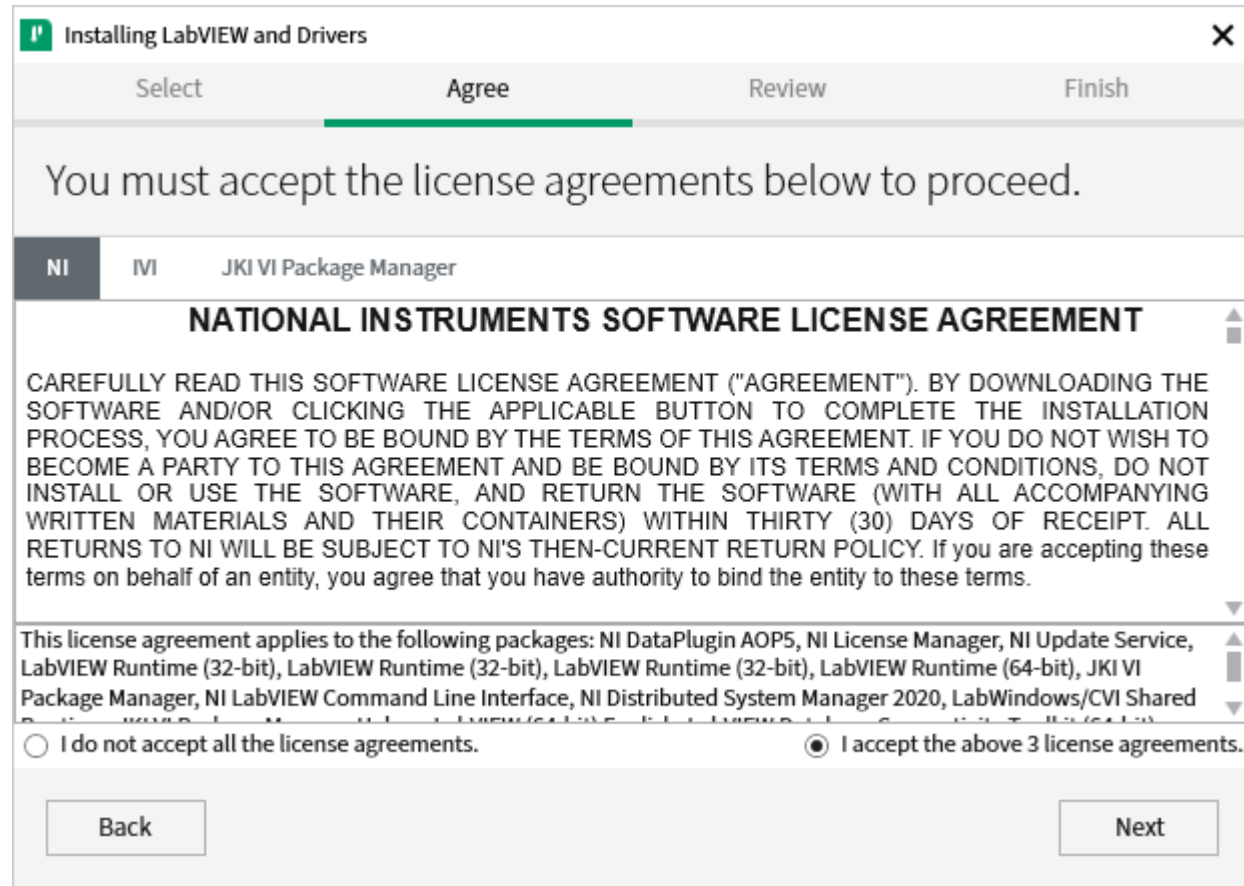 Installing LabVIEW and Drivers
Select Agree Review Finish
You must accept the license agreements below to proceed.
NI IVI JKI VI Package Manager
NATIONAL INSTRUMENTS SOFTWARE LICENSE AGREEMENT
CAREFULLY READ THIS SOFTWARE LICENSE AGREEMENT ("AGREEMENT"). BY DOWNLOADING THE
SOFTWARE AND/OR CLICKING THE APPLICABLE BUTTON TO COMPLETE THE INSTALLATION
PROCESS, YOU AGREE TO BE BOUND BY THE TERMS OF THIS AGREEMENT. IF YOU DO NOT WISH TO
BECOME A PARTY TO THIS AGREEMENT AND BE BOUND BY ITS TERMS AND CONDITIONS, DO NOT
INSTALL OR USE THE SOFTWARE, AND RETURN THE SOFTWARE (WITH ALL ACCOMPANYING
WRITTEN MATERIALS AND THEIR CONTAINERS) WITHIN THIRTY (30) DAYS OF RECEIPT. ALL
RETURNS TO NI WILL BE SUBJECT TO NI'S THEN-CURRENT RETURN POLICY. If you are accepting these
terms on behalf of an entity, you agree that you have authority to bind the entity to these terms.
This license agreement applies to the following packages: NI DataPlugin AOP5, NI License Manager, NI Update Service,
LabVIEW Runtime (32-bit), LabVIEW Runtime (32-bit), LabVIEW Runtime (32-bit), LabVIEW Runtime (64-bit), JKI VI
Package Manager, NI LabVIEW Command Line Interface, NI Distributed System Manager 2020, LabWindows/CVI Shared
I do not accept all the license agreements. I accept the above 3 license agreements.
Back Next